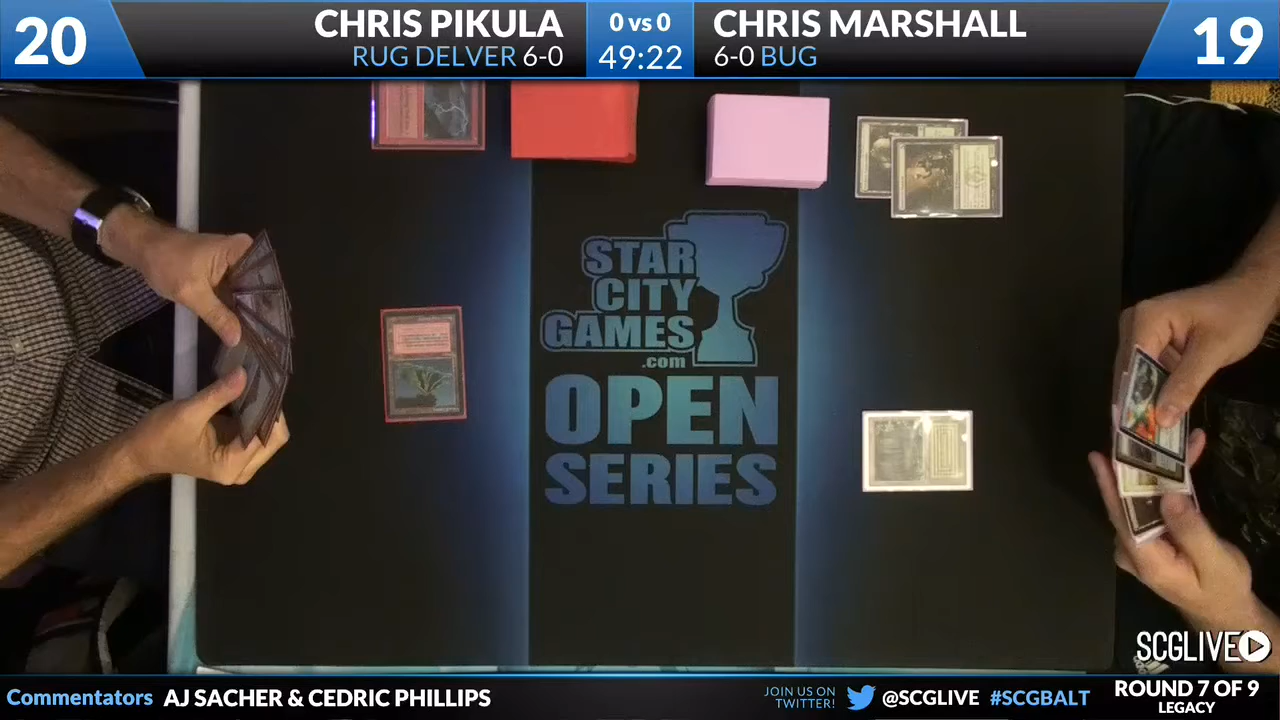 20
CHRIS PIKULA
RUG DELVER 6-0
0 vs 0
49:22
CHRIS MARSHALL
6-0 BUG
19
STAR
CITY
GAMES
.com
OPEN
SERIES
SCGLIVE
Commentators AJ SACHER & CEDRIC PHILLIPS
JOIN US ON
TWITTER!
@SCGLIVE #SCGBALT
ROUND 7 OF 9
LEGACY